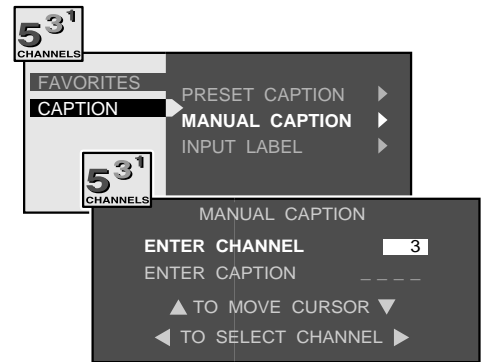 5 3 1
CHANNELS
FAVORITES
CAPTION
PRESET CAPTION
MANUAL CAPTION
INPUT LABEL
5 3 1
CHANNELS
MANUAL CAPTION
ENTER CHANNEL 3
ENTER CAPTION _ _ _ _
▲ TO MOVE CURSOR ▼
◀ TO SELECT CHANNEL ▶